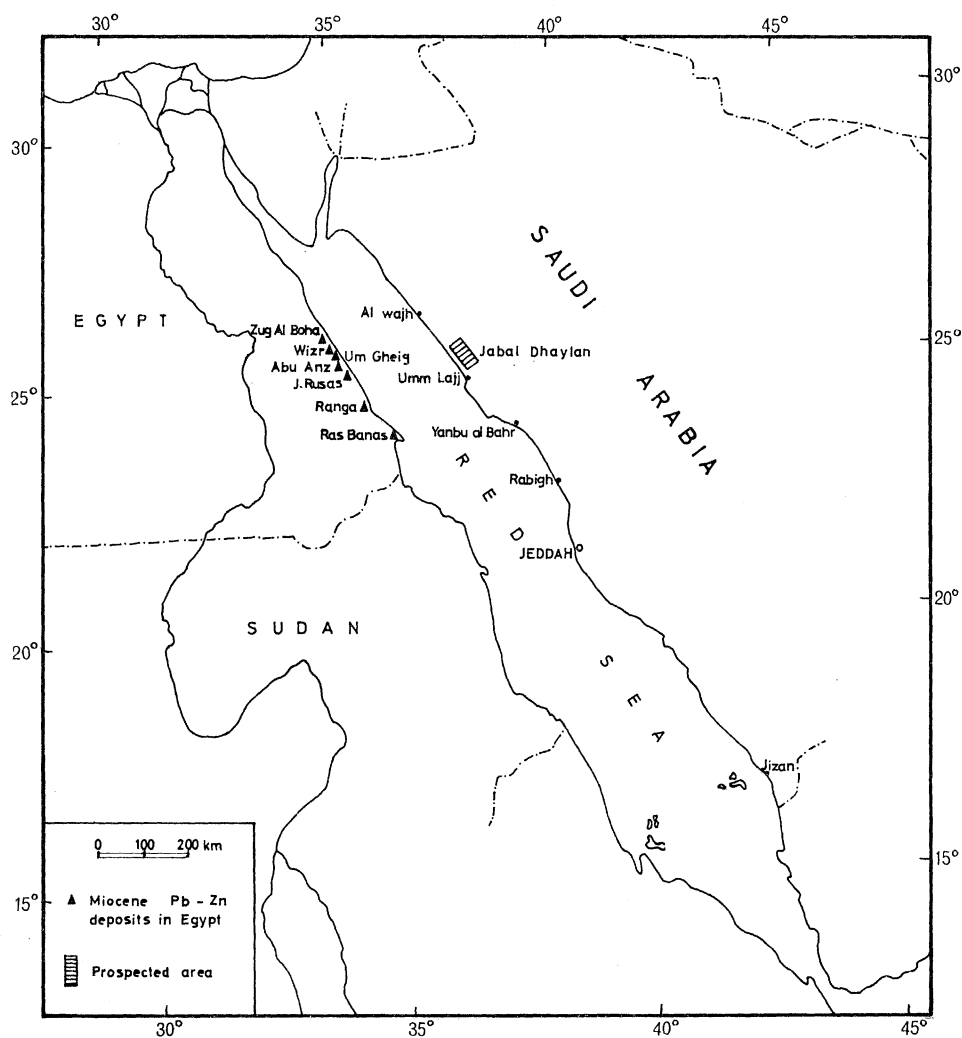 30° 35° 40° 45°
30°
30°
SAUDI
Al wajh
EGYPT
Zug Al Boha
25°
Wizr
Um Gheig
Jabal Dhaylan
Abu Anz
Umm Lajj
J. Rusas
ARABIA
25°
Ranga
Yanbu al Bahr
Ras Banas
RED
Rabigh
JEDDAH
20°
SUDAN
20°
SEA
Jizan
0 100 200 km
15°
Miocene Pb - Zn
15°
deposits in Egypt
Prospected area
30° 35° 40° 45°